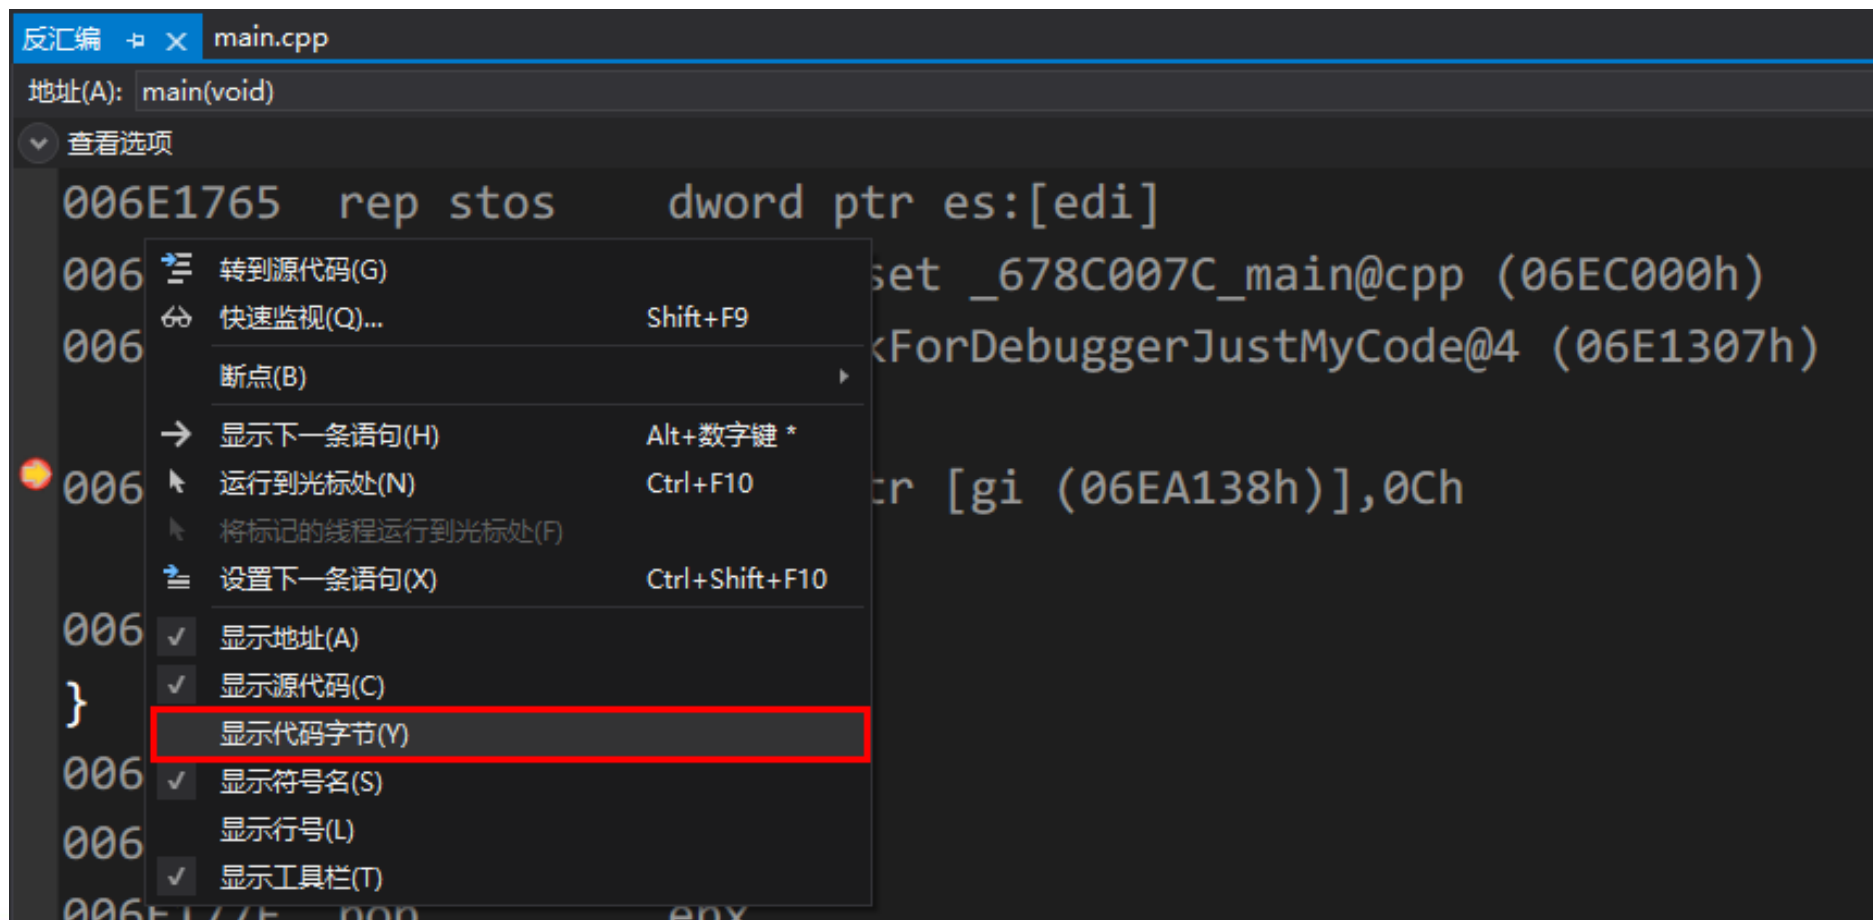 反汇编 main.cpp
地址(A): main(void)
查看选项
006E1765 rep stos dword ptr es:[edi]
006 set _678C007C_main@cpp (06EC000h)
006 kForDebuggerJustMyCode@4 (06E1307h)
006 tr [gi (06EA138h)],0Ch
006
}
006
006
006E177E pop ebx
转到源代码(G)
快速监视(Q)... Shift+F9
断点(B)
显示下一条语句(H) Alt+数字键 *
运行到光标处(N) Ctrl+F10
将标记的线程运行到光标处(F)
设置下一条语句(X) Ctrl+Shift+F10
显示地址(A)
显示源代码(C)
显示代码字节(Y)
显示符号名(S)
显示行号(L)
显示工具栏(T)